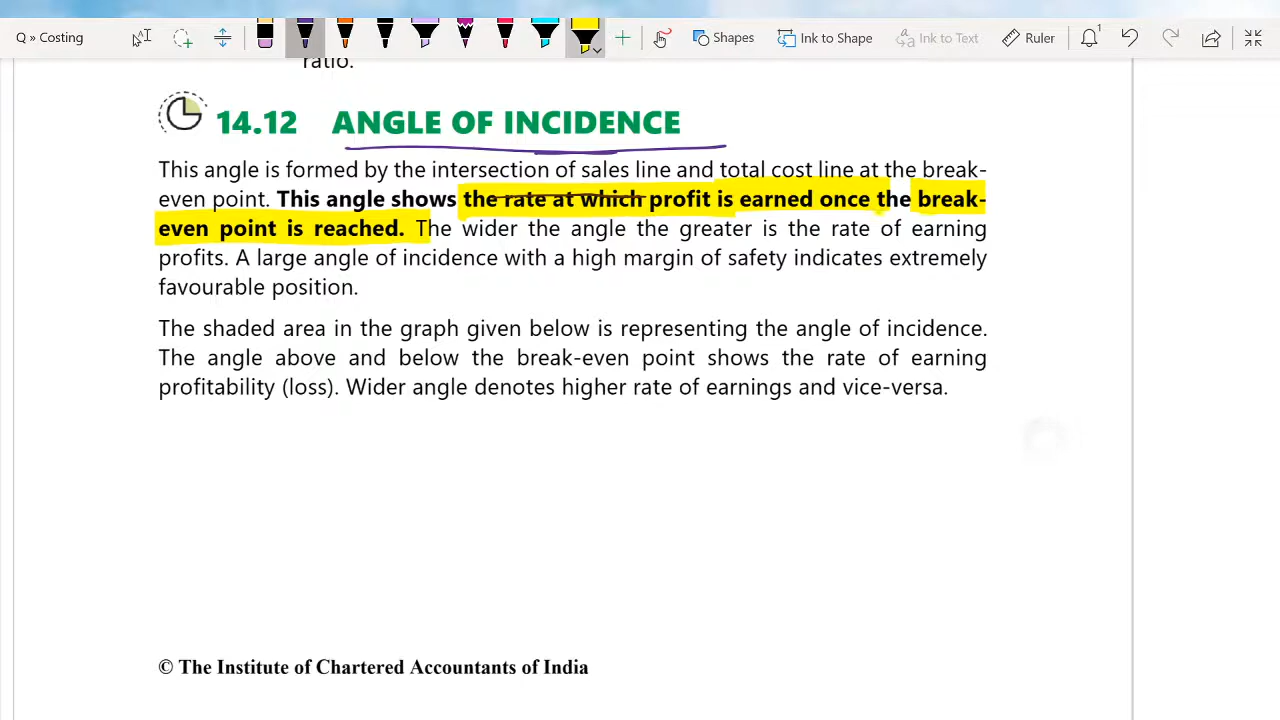 Q » Costing
Shapes
Ink to Shape
Ink to Text
Ruler
1
ratio.
14.12 ANGLE OF INCIDENCE
This angle is formed by the intersection of sales line and total cost line at the break-
even point. This angle shows the rate at which profit is earned once the break-
even point is reached. The wider the angle the greater is the rate of earning
profits. A large angle of incidence with a high margin of safety indicates extremely
favourable position.
The shaded area in the graph given below is representing the angle of incidence.
The angle above and below the break-even point shows the rate of earning
profitability (loss). Wider angle denotes higher rate of earnings and vice-versa.
© The Institute of Chartered Accountants of India